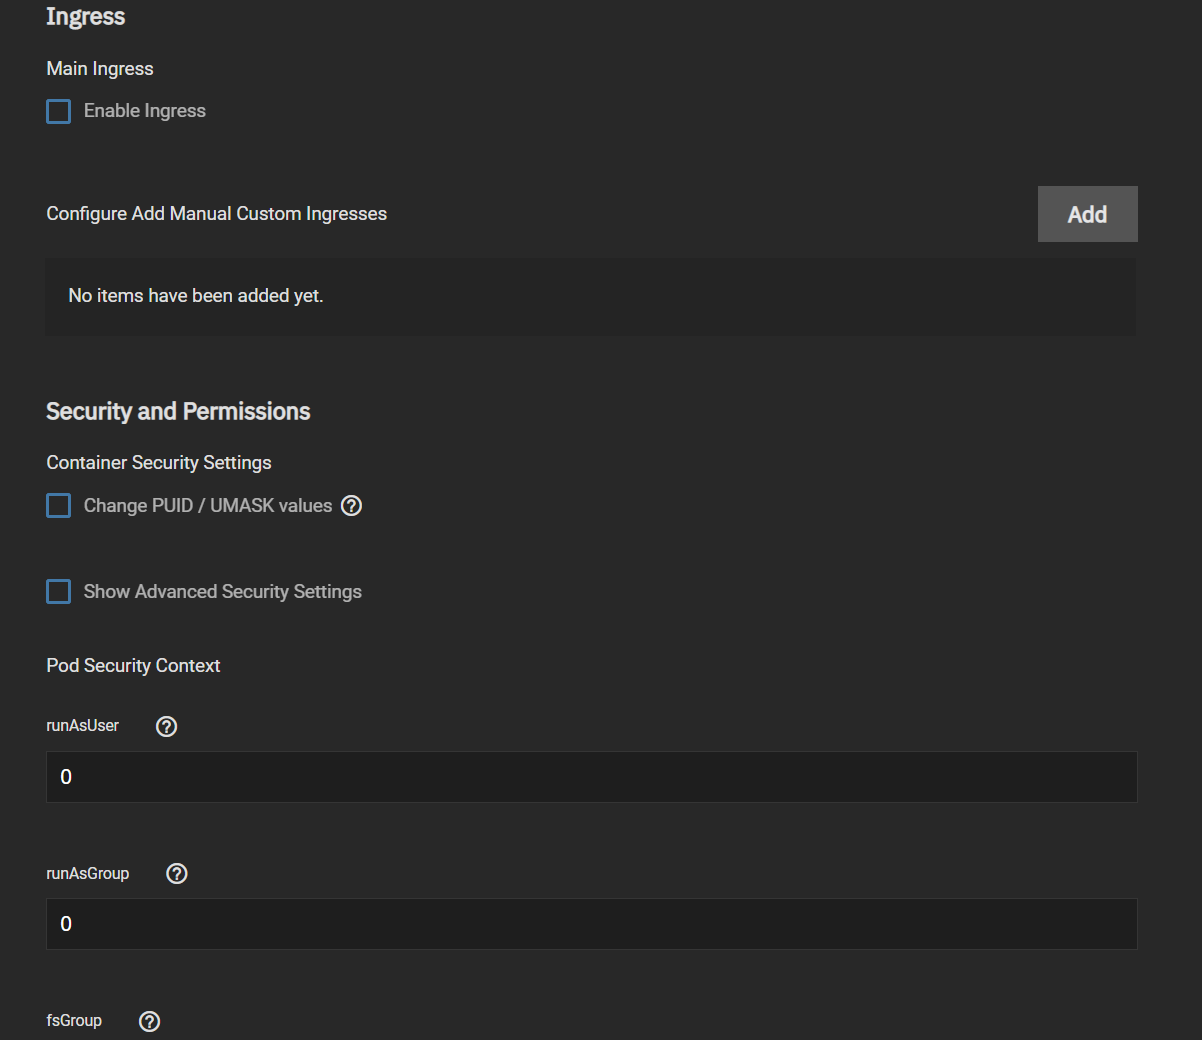 Ingress
Main Ingress
Enable Ingress
Configure Add Manual Custom Ingresses
Add
No items have been added yet.
Security and Permissions
Container Security Settings
Change PUID / UMASK values ?
Show Advanced Security Settings
Pod Security Context
runAsUser ?
0
runAsGroup ?
0
fsGroup ?